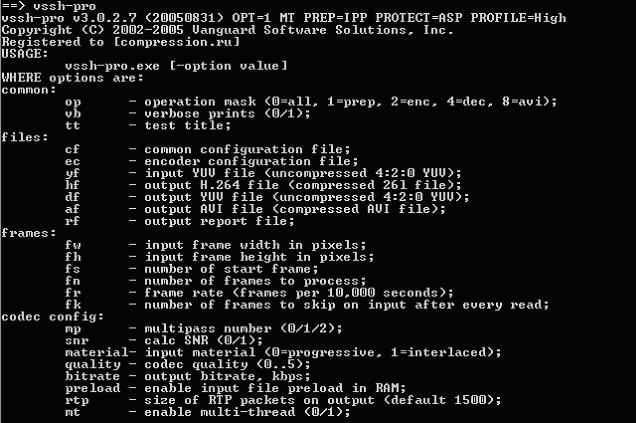 ==> vssh-pro
vssh-pro v3.0.2.7 (20050831) OPT=1 MT PREP=IPP PROTECT=ASP PROFILE=High
Copyright (C) 2002-2005 Vanguard Software Solutions, Inc.
Registered to [compression.ru]
USAGE:
vssh-pro.exe [-option value]
WHERE options are:
common:
op - operation mask (0=all, 1=prep, 2=enc, 4=dec, 8=avi);
vb - verbose prints (0/1);
tt - test title;
files:
cf - common configuration file;
ec - encoder configuration file;
yf - input YUV file (uncompressed 4:2:0 YUV);
hf - output H.264 file (compressed 26l file);
df - output YUV file (uncompressed 4:2:0 YUV);
af - output AVI file (compressed AVI file);
rf - output report file;
frames:
fw - input frame width in pixels;
fh - input frame height in pixels;
fs - number of start frame;
fn - number of frames to process;
fr - frame rate (frames per 10,000 seconds);
fk - number of frames to skip on input after every read;
codec config:
mp - multipass number (0/1/2);
snr - calc SNR (0/1);
material- input material (0=progressive, 1=interlaced);
quality - codec quality (0..5);
bitrate - output bitrate, kbps;
preload - enable input file preload in RAM;
rtp - size of RTP packets on output (default 1500);
mt - enable multi-thread (0/1);